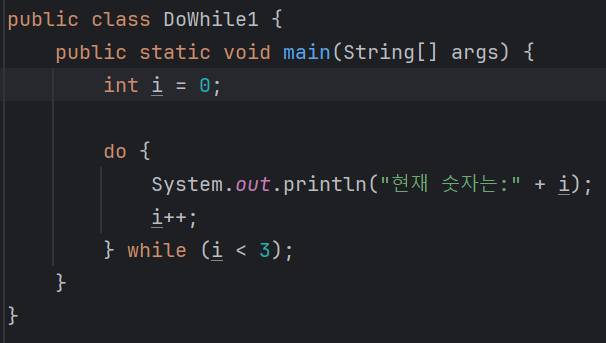 public class DoWhile1 {
    public static void main(String[] args) {
        int i = 0;

        do {
            System.out.println("현재 숫자는:" + i);
            i++;
        } while (i < 3);
    }
}